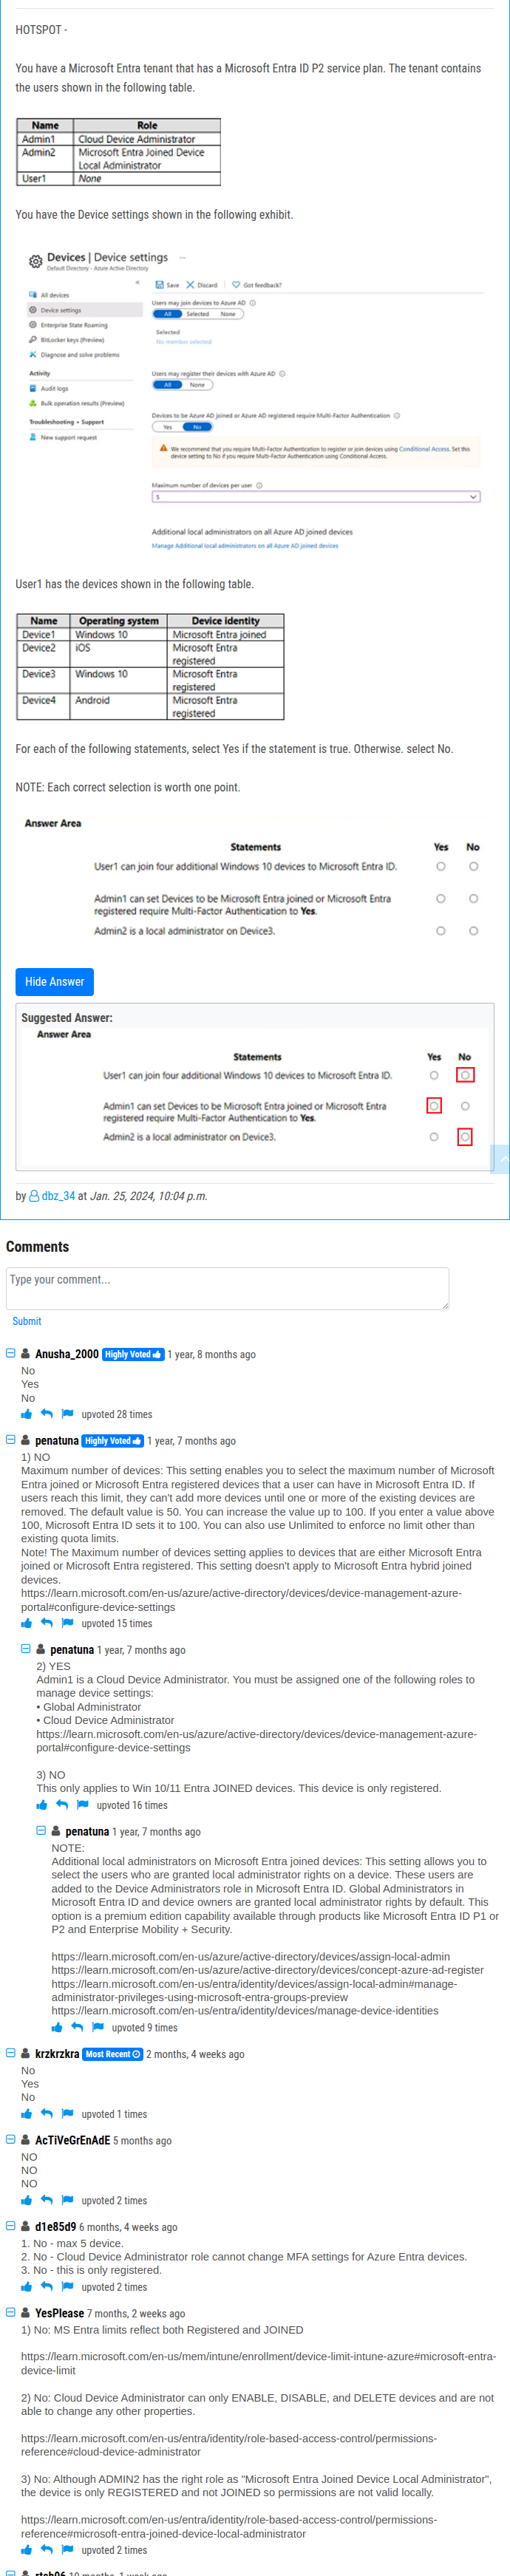 HOTSPOT -
You have a Microsoft Entra tenant that has a Microsoft Entra ID P2 service plan. The tenant contains
the users shown in the following table.
Name Role
Admin1 Cloud Device Administrator
Admin2 Microsoft Entra Joined Device
Local Administrator
User1 None
You have the Device settings shown in the following exhibit.
Devices | Device settings ...
Default Directory - Azure Active Directory
Save Discard Got feedback?
All devices
Device settings
Enterprise State Roaming
BitLocker keys (Preview)
Diagnose and solve problems
Activity
Audit logs
Bulk operation results (Preview)
Troubleshooting + Support
New support request
Users may join devices to Azure AD
All Selected None
Selected
No member selected
Users may register their devices with Azure AD
All None
Devices to be Azure AD joined or Azure AD registered require Multi-Factor Authentication
Yes No
We recommend that you require Multi-Factor Authentication to register or join devices using Conditional Access. Set this
device setting to No if you require Multi-Factor Authentication using Conditional Access.
Maximum number of devices per user
5
Additional local administrators on all Azure AD joined devices
Manage Additional local administrators on all Azure AD joined devices
User1 has the devices shown in the following table.
Name Operating system Device identity
Device1 Windows 10 Microsoft Entra joined
Device2 iOS Microsoft Entra
registered
Device3 Windows 10 Microsoft Entra
registered
Device4 Android Microsoft Entra
registered
For each of the following statements, select Yes if the statement is true. Otherwise. select No.
NOTE: Each correct selection is worth one point.
Answer Area
Statements Yes No
User1 can join four additional Windows 10 devices to Microsoft Entra ID.
Admin1 can set Devices to be Microsoft Entra joined or Microsoft Entra
registered require Multi-Factor Authentication to Yes.
Admin2 is a local administrator on Device3.
Hide Answer
Suggested Answer:
Answer Area
Statements Yes No
User1 can join four additional Windows 10 devices to Microsoft Entra ID.
Admin1 can set Devices to be Microsoft Entra joined or Microsoft Entra
registered require Multi-Factor Authentication to Yes.
Admin2 is a local administrator on Device3.
by dbz_34 at Jan. 25, 2024, 10:04 p.m.
Comments
Type your comment...
Submit
Anusha_2000 Highly Voted 1 year, 8 months ago
No
Yes
No
upvoted 28 times
penatuna Highly Voted 1 year, 7 months ago
1) NO
Maximum number of devices: This setting enables you to select the maximum number of Microsoft
Entra joined or Microsoft Entra registered devices that a user can have in Microsoft Entra ID. If
users reach this limit, they can't add more devices until one or more of the existing devices are
removed. The default value is 50. You can increase the value up to 100. If you enter a value above
100, Microsoft Entra ID sets it to 100. You can also use Unlimited to enforce no limit other than
existing quota limits.
Note! The Maximum number of devices setting applies to devices that are either Microsoft Entra
joined or Microsoft Entra registered. This setting doesn't apply to Microsoft Entra hybrid joined
devices.
https://learn.microsoft.com/en-us/azure/active-directory/devices/device-management-azure-
portal#configure-device-settings
upvoted 15 times
penatuna 1 year, 7 months ago
2) YES
Admin1 is a Cloud Device Administrator. You must be assigned one of the following roles to
manage device settings:
• Global Administrator
• Cloud Device Administrator
https://learn.microsoft.com/en-us/azure/active-directory/devices/device-management-azure-
portal#configure-device-settings
3) NO
This only applies to Win 10/11 Entra JOINED devices. This device is only registered.
upvoted 16 times
penatuna 1 year, 7 months ago
NOTE:
Additional local administrators on Microsoft Entra joined devices: This setting allows you to
select the users who are granted local administrator rights on a device. These users are
added to the Device Administrators role in Microsoft Entra ID. Global Administrators in
Microsoft Entra ID and device owners are granted local administrator rights by default. This
option is a premium edition capability available through products like Microsoft Entra ID P1 or
P2 and Enterprise Mobility + Security.
https://learn.microsoft.com/en-us/azure/active-directory/devices/assign-local-admin
https://learn.microsoft.com/en-us/azure/active-directory/devices/concept-azure-ad-register
https://learn.microsoft.com/en-us/entra/identity/devices/assign-local-admin#manage-
administrator-privileges-using-microsoft-entra-groups-preview
https://learn.microsoft.com/en-us/entra/identity/devices/manage-device-identities
upvoted 9 times
krzkrzkra Most Recent 2 months, 4 weeks ago
No
Yes
No
upvoted 1 times
AcTiVeGrEnAdE 5 months ago
NO
NO
NO
upvoted 2 times
d1e85d9 6 months, 4 weeks ago
1. No - max 5 device.
2. No - Cloud Device Administrator role cannot change MFA settings for Azure Entra devices.
3. No - this is only registered.
upvoted 2 times
YesPlease 7 months, 2 weeks ago
1) No: MS Entra limits reflect both Registered and JOINED
https://learn.microsoft.com/en-us/mem/intune/enrollment/device-limit-intune-azure#microsoft-entra-
device-limit
2) No: Cloud Device Administrator can only ENABLE, DISABLE, and DELETE devices and are not
able to change any other properties.
https://learn.microsoft.com/en-us/entra/identity/role-based-access-control/permissions-
reference#cloud-device-administrator
3) No: Although ADMIN2 has the right role as "Microsoft Entra Joined Device Local Administrator",
the device is only REGISTERED and not JOINED so permissions are not valid locally.
https://learn.microsoft.com/en-us/entra/identity/role-based-access-control/permissions-
reference#microsoft-entra-joined-device-local-administrator
upvoted 2 times